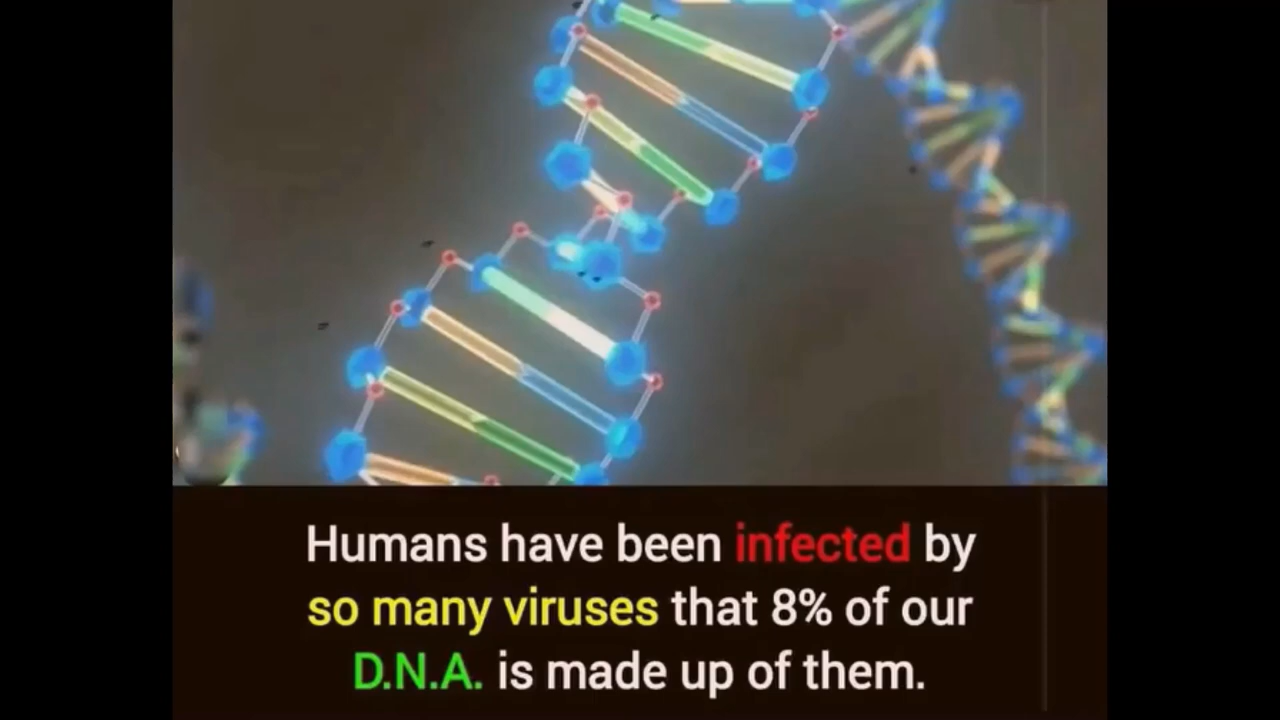 Humans have been infected by
so many viruses that 8% of our
D.N.A. is made up of them.